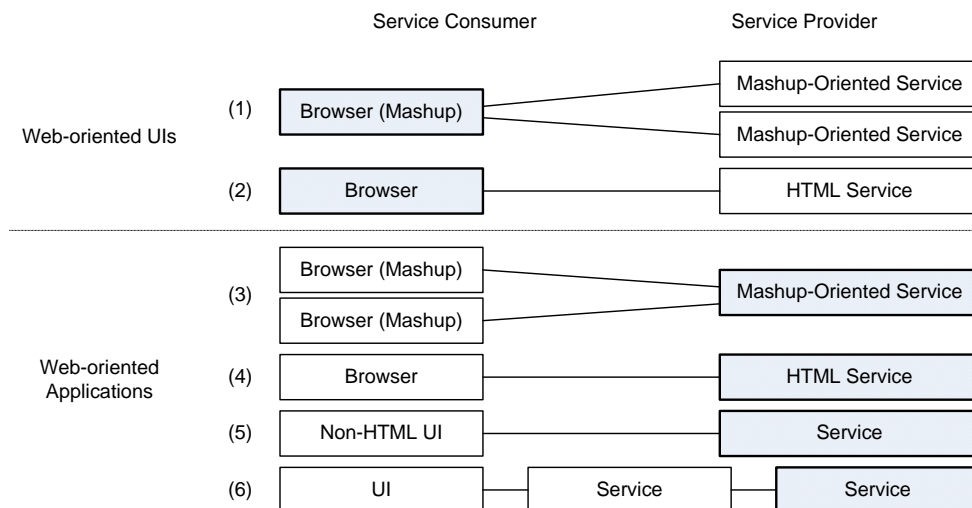 Service Consumer
Service Provider
Web-oriented UIs
(1)
Browser (Mashup)
Mashup-Oriented Service
Mashup-Oriented Service
(2)
Browser
HTML Service
Web-oriented
Applications
(3)
Browser (Mashup)
Browser (Mashup)
Mashup-Oriented Service
(4)
Browser
HTML Service
(5)
Non-HTML UI
Service
(6)
UI
Service
Service